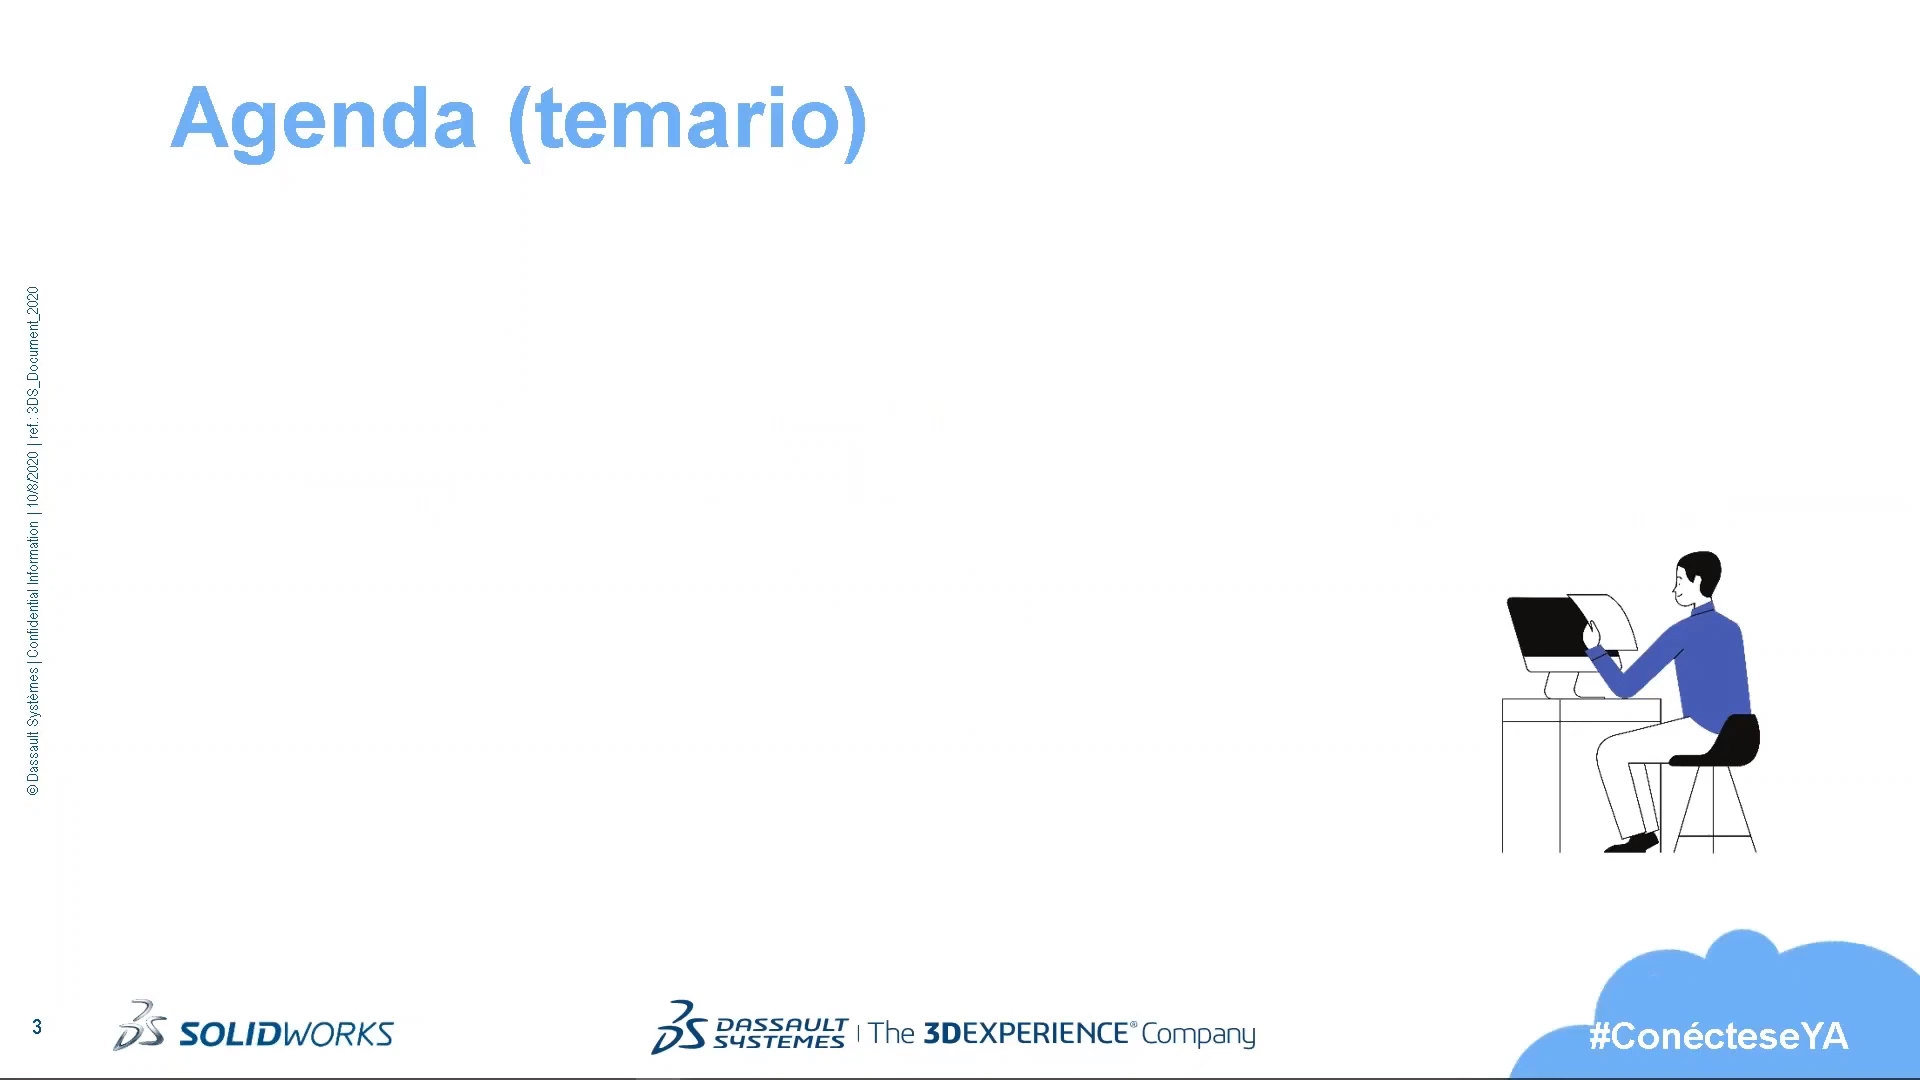 Agenda (temario)
© Dassault Systèmes | Confidential Information | 10/8/2020 | ref.: 3DS_Document_2020
3
SOLIDWORKS
DASSAULT SYSTEMES | The 3DEXPERIENCE® Company
#ConécteseYA